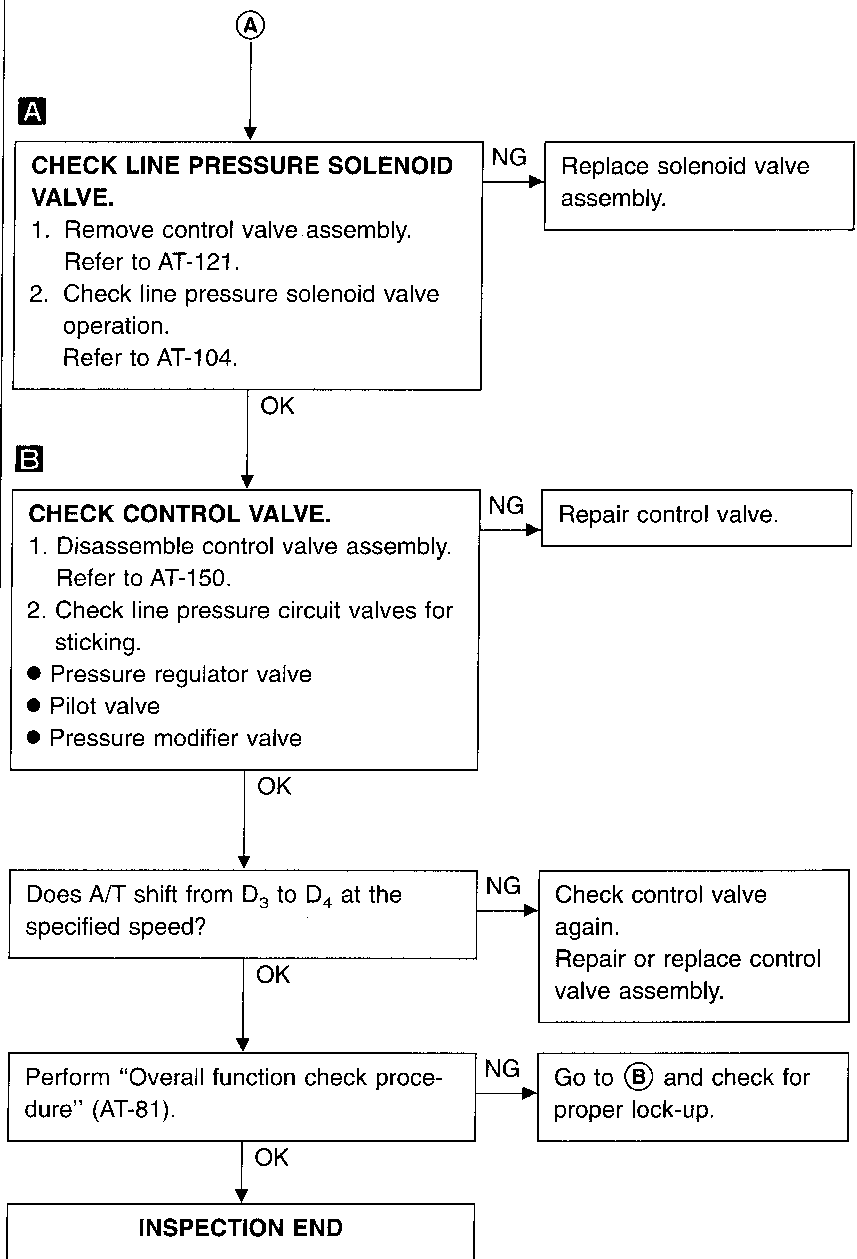 A
A
CHECK LINE PRESSURE SOLENOID
VALVE.
1. Remove control valve assembly.
Refer to AT-121.
2. Check line pressure solenoid valve
operation.
Refer to AT-104.
NG
Replace solenoid valve
assembly.
OK
B
CHECK CONTROL VALVE.
1. Disassemble control valve assembly.
Refer to AT-150.
2. Check line pressure circuit valves for
sticking.
● Pressure regulator valve
● Pilot valve
● Pressure modifier valve
NG
Repair control valve.
OK
Does A/T shift from D3 to D4 at the
specified speed?
NG
Check control valve
again.
Repair or replace control
valve assembly.
OK
Perform “Overall function check proce-
dure” (AT-81).
NG
Go to B and check for
proper lock-up.
OK
INSPECTION END